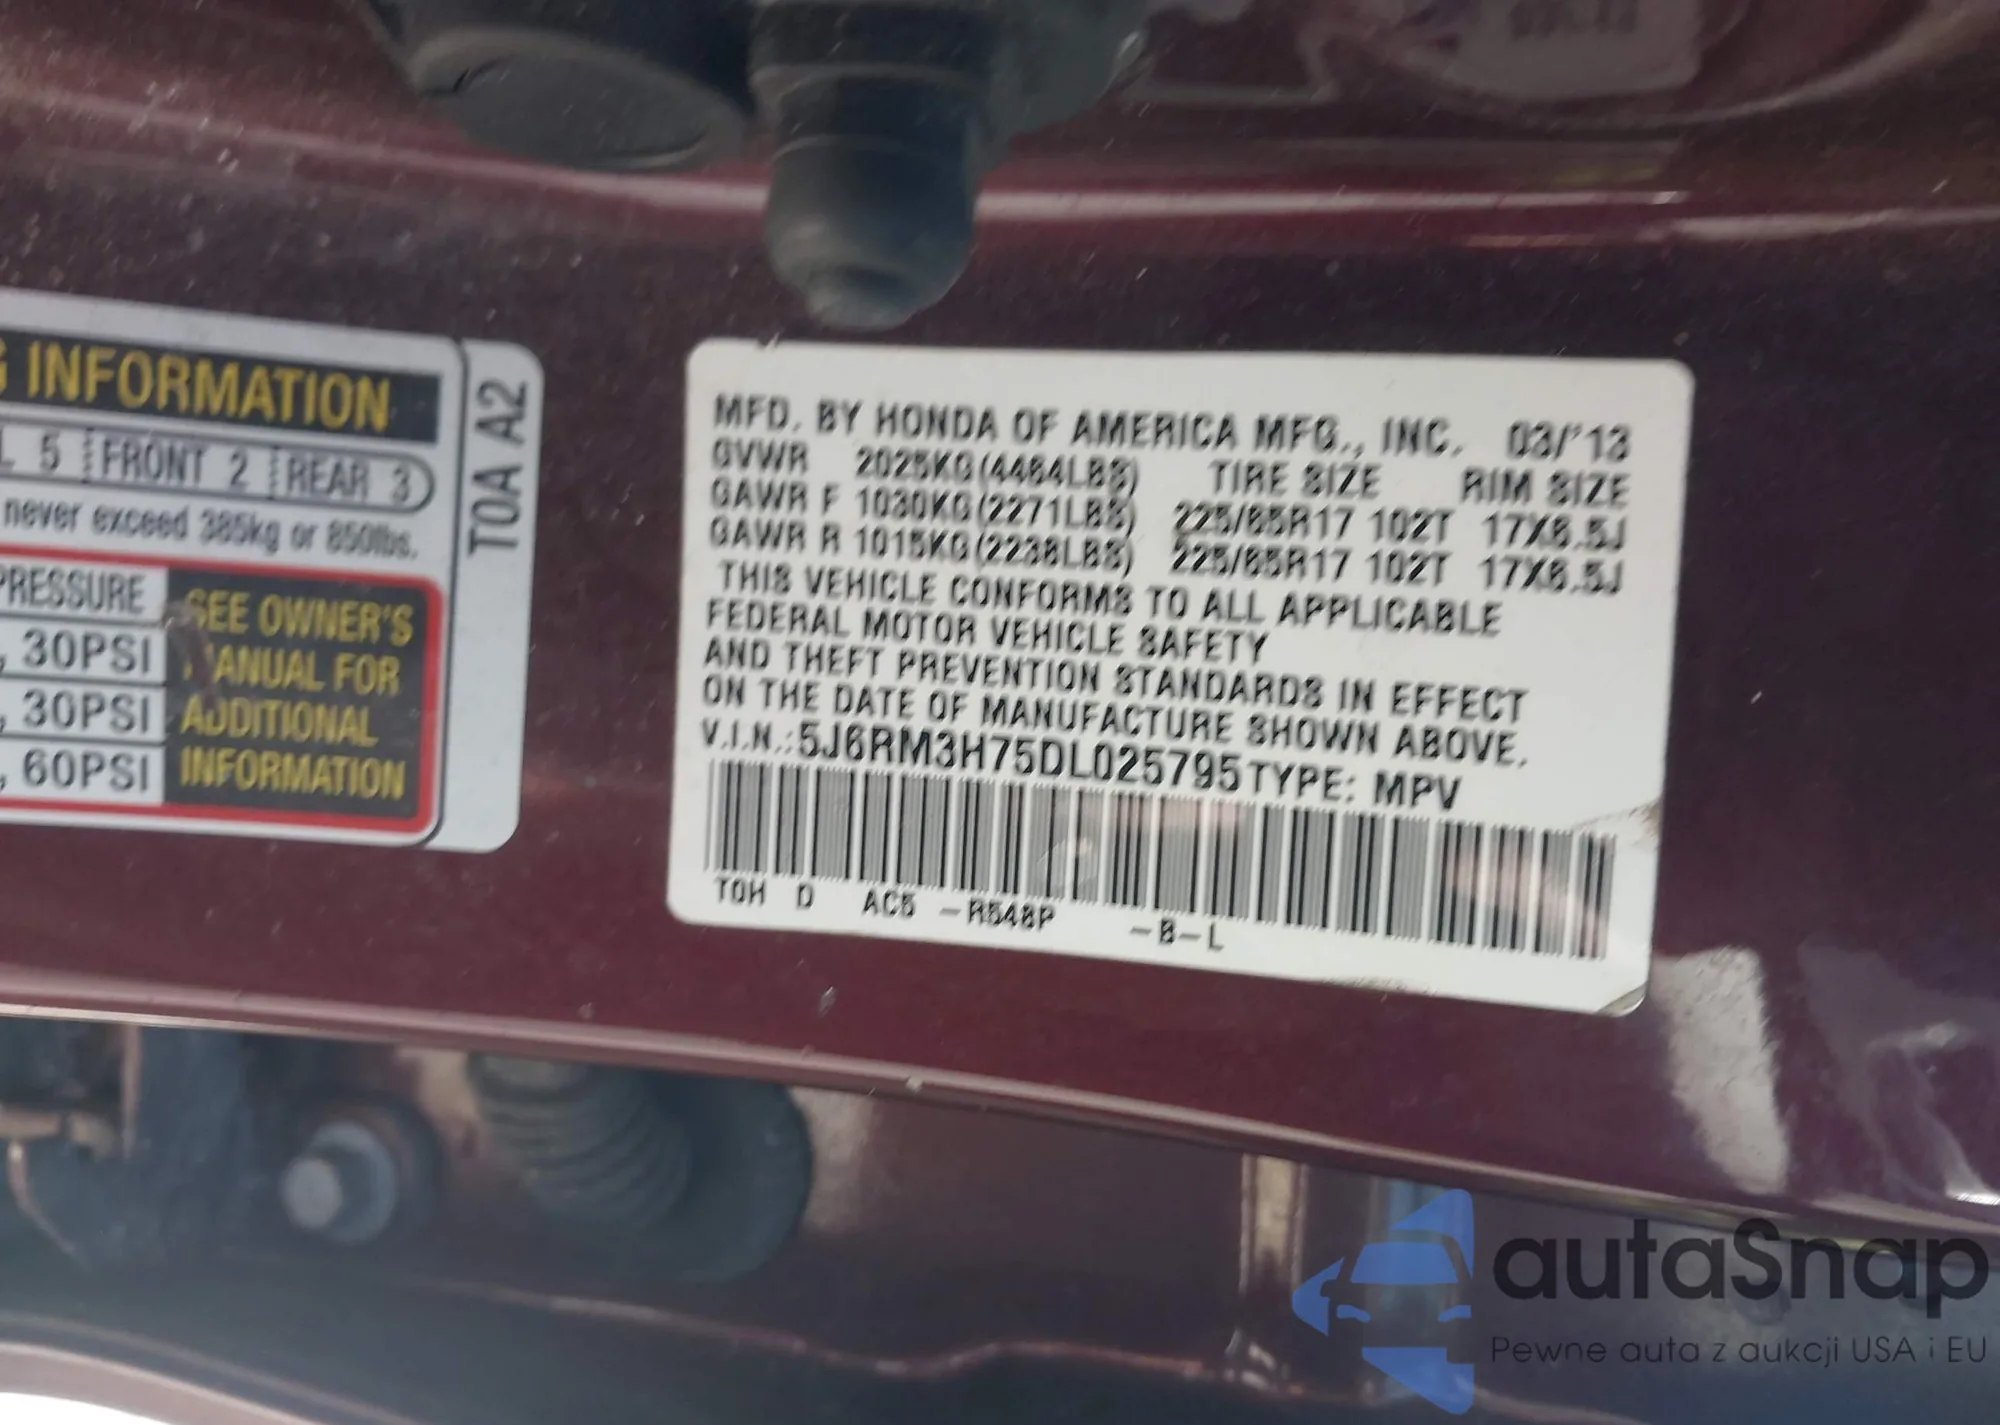 INFORMATION
L 5 FRONT 2 REAR 3
never exceed 385kg or 850lbs.
PRESSURE
SEE OWNER'S
, 30PSI
MANUAL FOR
, 30PSI
ADDITIONAL
, 60PSI
INFORMATION
T0A A2
MFD. BY HONDA OF AMERICA MFG., INC. 03/'13
GVWR 2025KG(4464LBS) TIRE SIZE RIM SIZE
GAWR F 1030KG(2271LBS) 225/65R17 102T 17X6.5J
GAWR R 1015KG(2238LBS) 225/65R17 102T 17X6.5J
THIS VEHICLE CONFORMS TO ALL APPLICABLE
FEDERAL MOTOR VEHICLE SAFETY
AND THEFT PREVENTION STANDARDS IN EFFECT
ON THE DATE OF MANUFACTURE SHOWN ABOVE.
V.I.N.:5J6RM3H75DL025795 TYPE: MPV
T0H D AC5 -R548P -B-L
autaSnap
Pewne auta z aukcji USA i EU